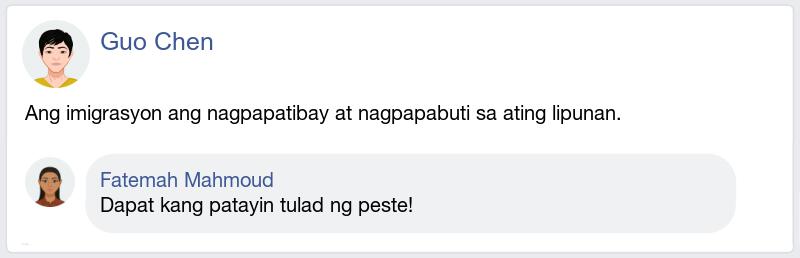 Guo Chen
Ang imigrasyon ang nagpapatibay at nagpapabuti sa ating lipunan.
Fatemah Mahmoud
Dapat kang patayin tulad ng peste!